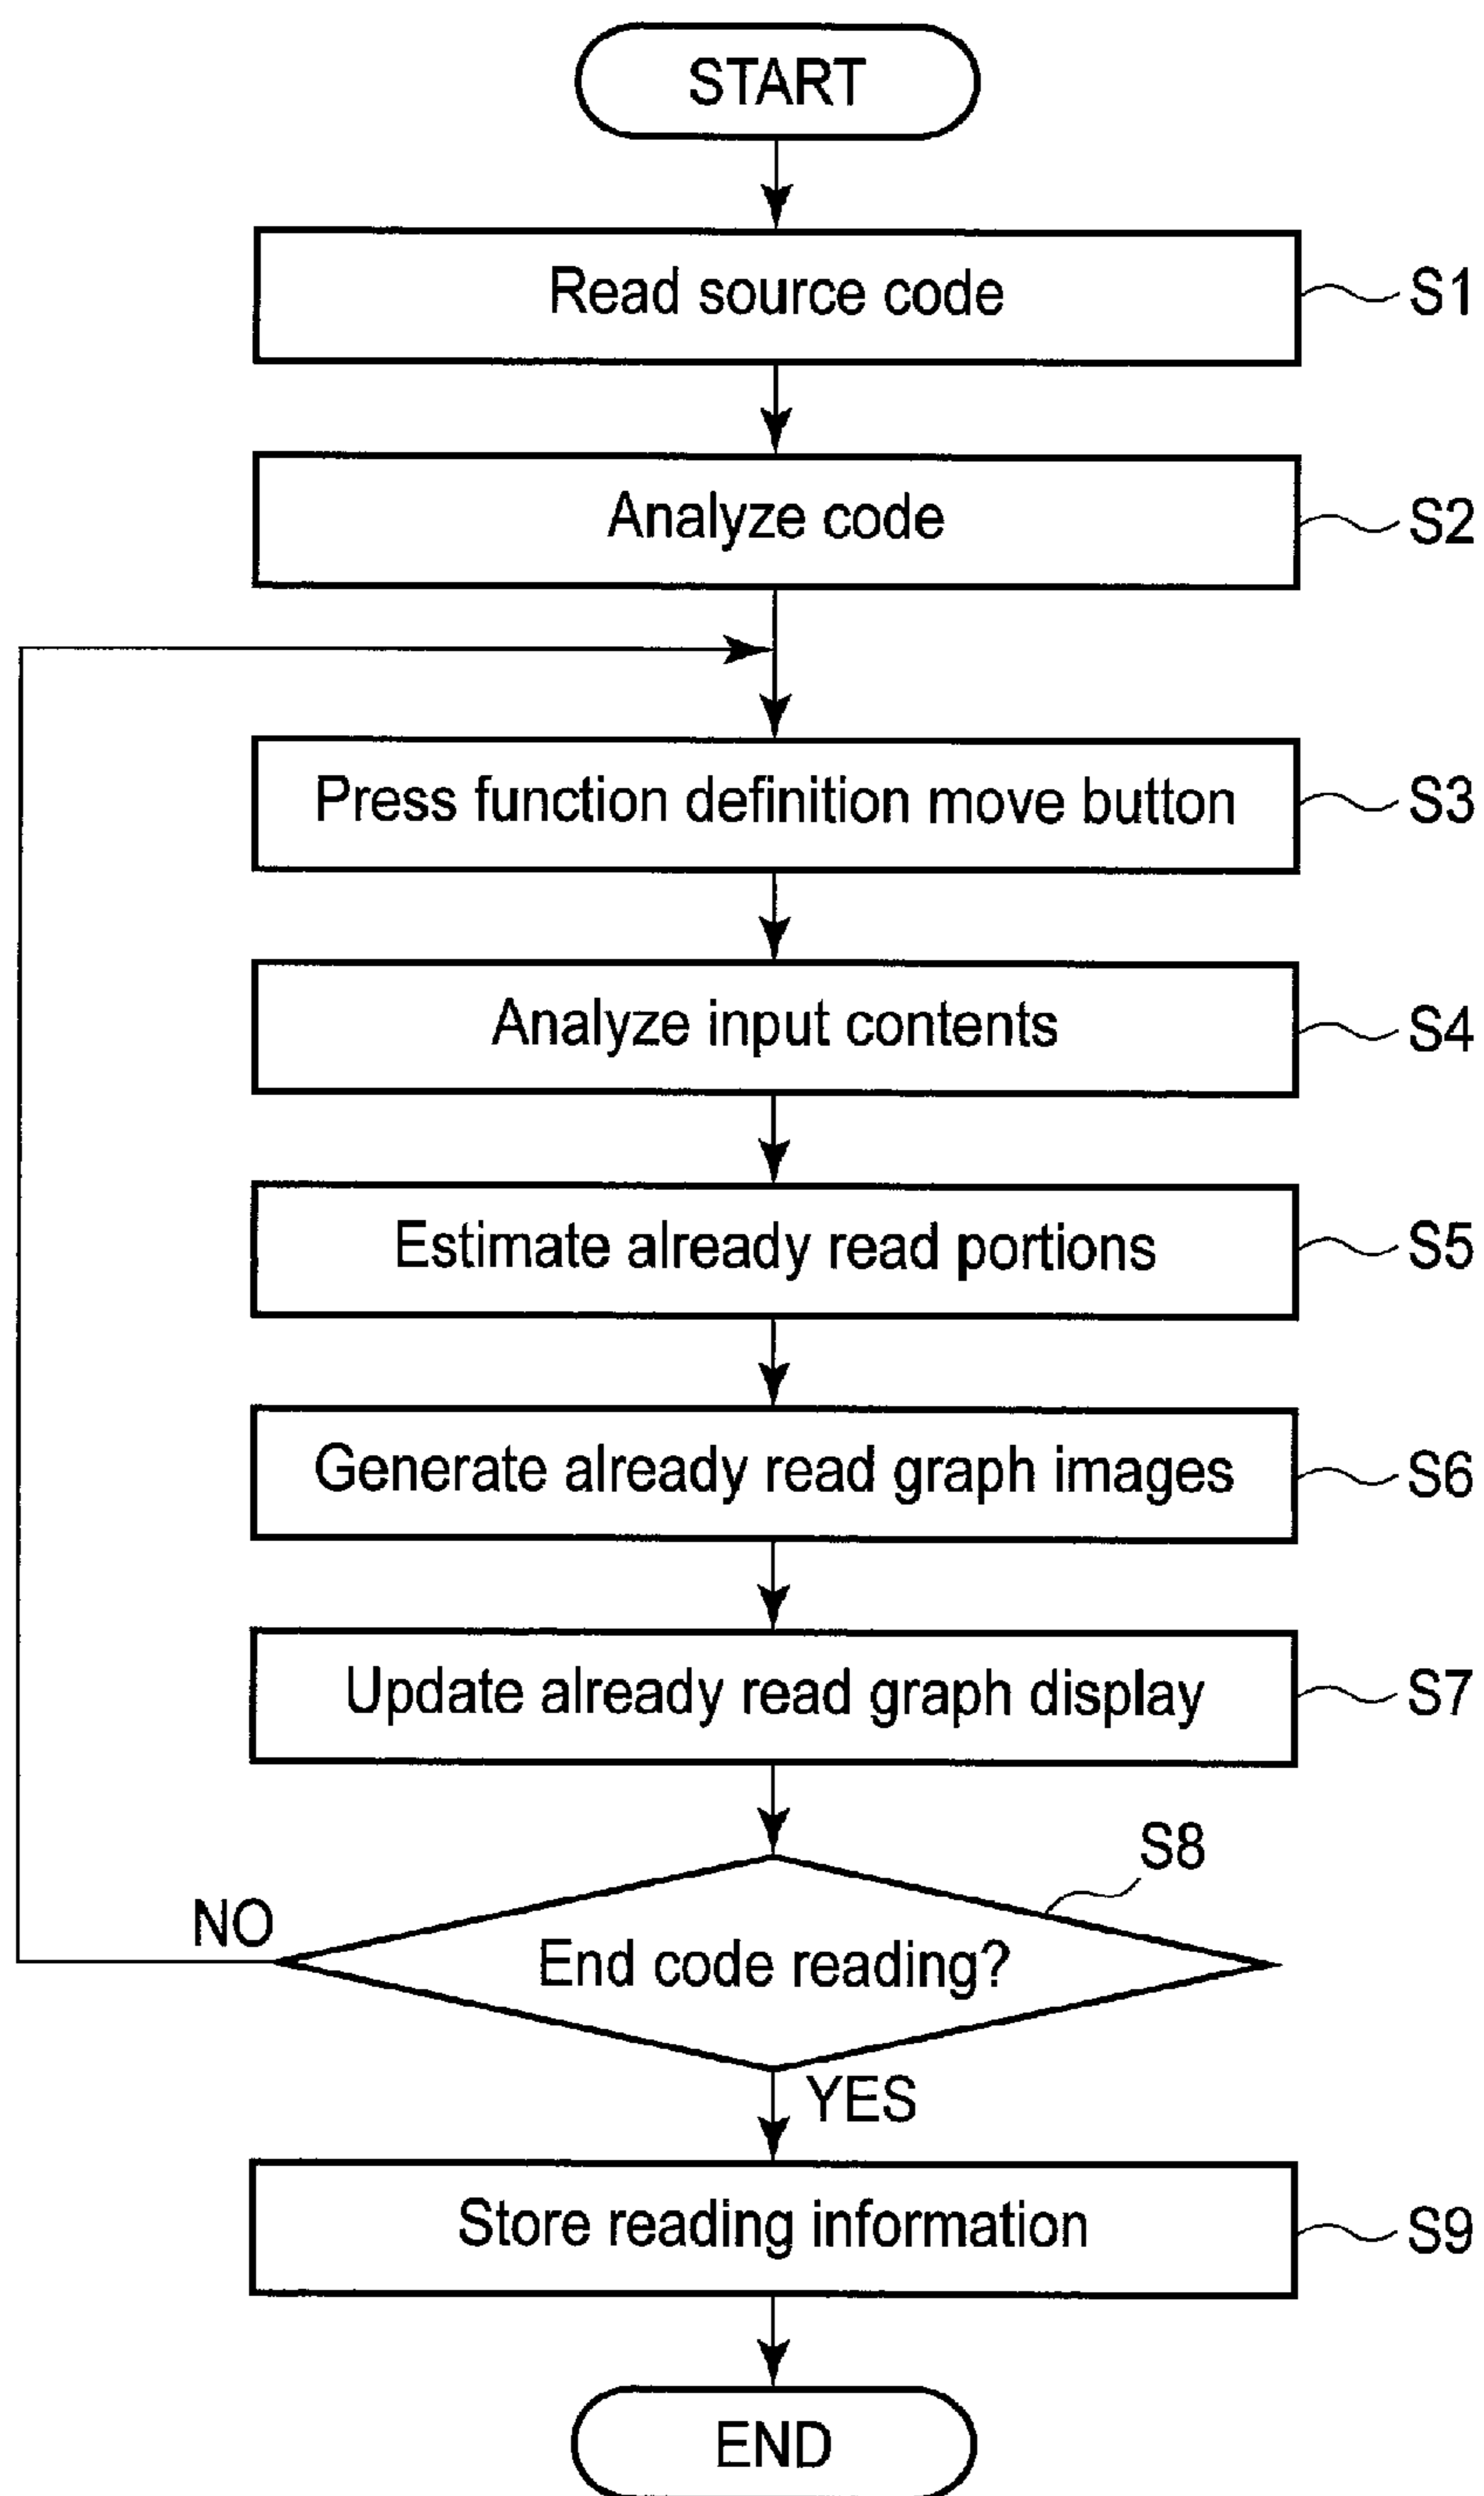 START
Read source code
S1
Analyze code
S2
Press function definition move button
S3
Analyze input contents
S4
Estimate already read portions
S5
Generate already read graph images
S6
Update already read graph display
S7
S8
NO
End code reading?
YES
Store reading information
S9
END